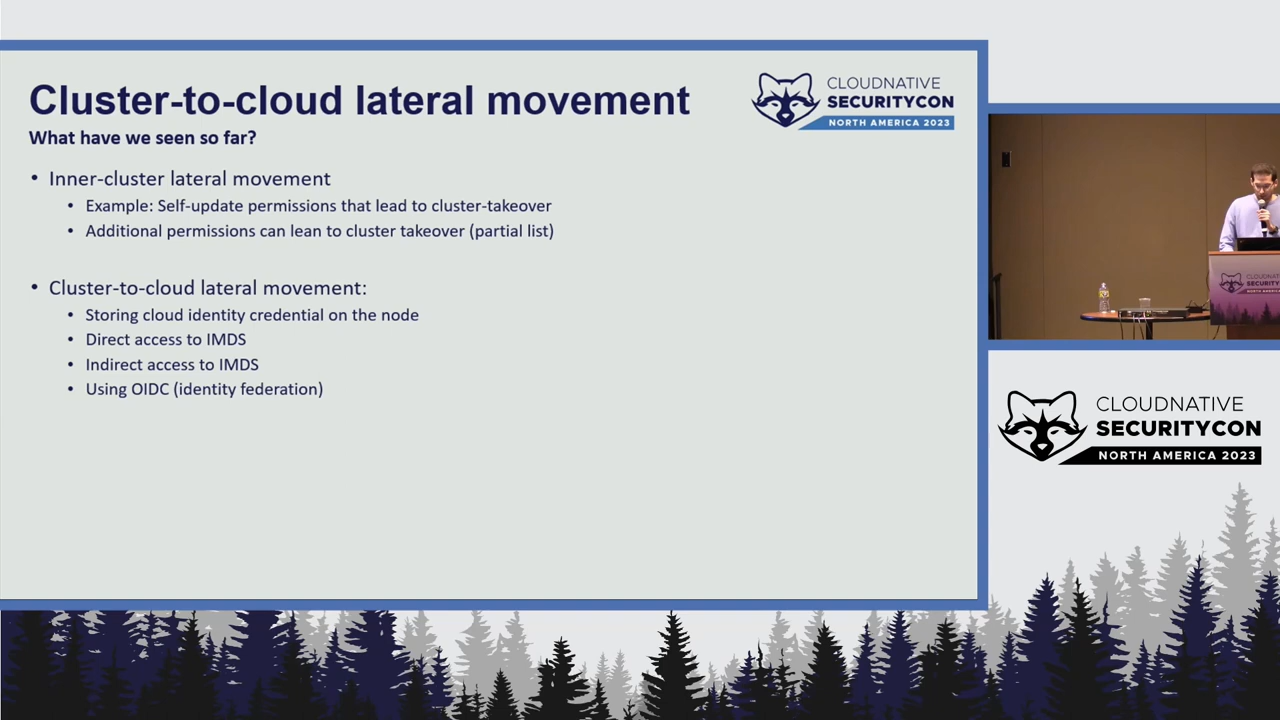 Cluster-to-cloud lateral movement
What have we seen so far?
• Inner-cluster lateral movement
• Example: Self-update permissions that lead to cluster-takeover
• Additional permissions can lean to cluster takeover (partial list)
• Cluster-to-cloud lateral movement:
• Storing cloud identity credential on the node
• Direct access to IMDS
• Indirect access to IMDS
• Using OIDC (identity federation)
CLOUDNATIVE
SECURITYCON
NORTH AMERICA 2023
CLOUDNATIVE
SECURITYCON
NORTH AMERICA 2023